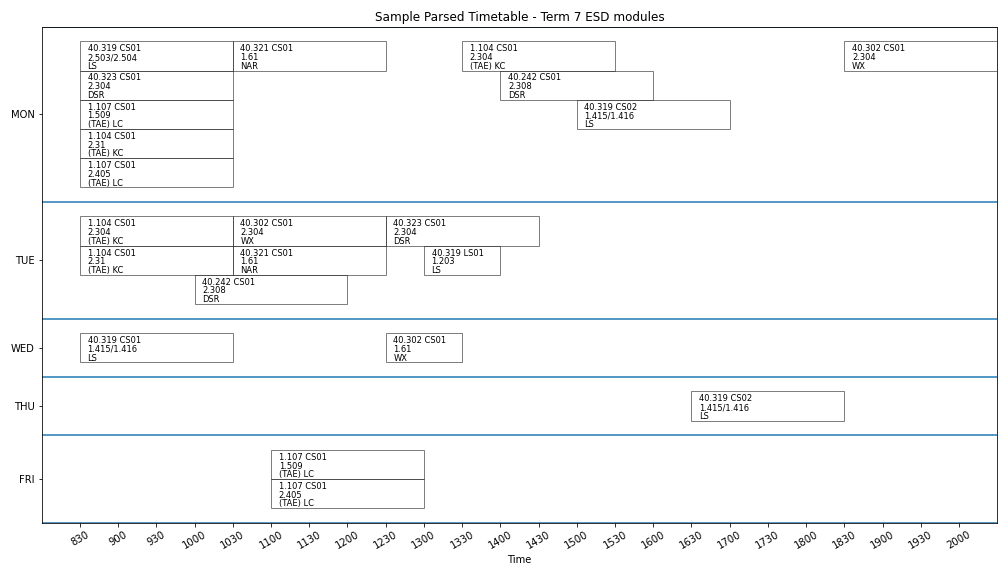 Sample Parsed Timetable - Term 7 ESD modules
MON
40.319 CS01
2.503/2.504
LS
40.321 CS01
1.61
NAR
1.104 CS01
2.304
(TAE) KC
40.302 CS01
2.304
WX
40.323 CS01
2.304
DSR
40.242 CS01
2.308
DSR
1.107 CS01
1.509
(TAE) LC
40.319 CS02
1.415/1.416
LS
1.104 CS01
2.31
(TAE) KC
1.107 CS01
2.405
(TAE) LC
TUE
1.104 CS01
2.304
(TAE) KC
40.302 CS01
2.304
WX
40.323 CS01
2.304
DSR
1.104 CS01
2.31
(TAE) KC
40.321 CS01
1.61
NAR
40.319 LS01
1.203
LS
40.242 CS01
2.308
DSR
WED
40.319 CS01
1.415/1.416
LS
40.302 CS01
1.61
WX
THU
40.319 CS02
1.415/1.416
LS
FRI
1.107 CS01
1.509
(TAE) LC
1.107 CS01
2.405
(TAE) LC
830 900 930 1000 1030 1100 1130 1200 1230 1300 1330 1400 1430 1500 1530 1600 1630 1700 1730 1800 1830 1900 1930 2000
Time